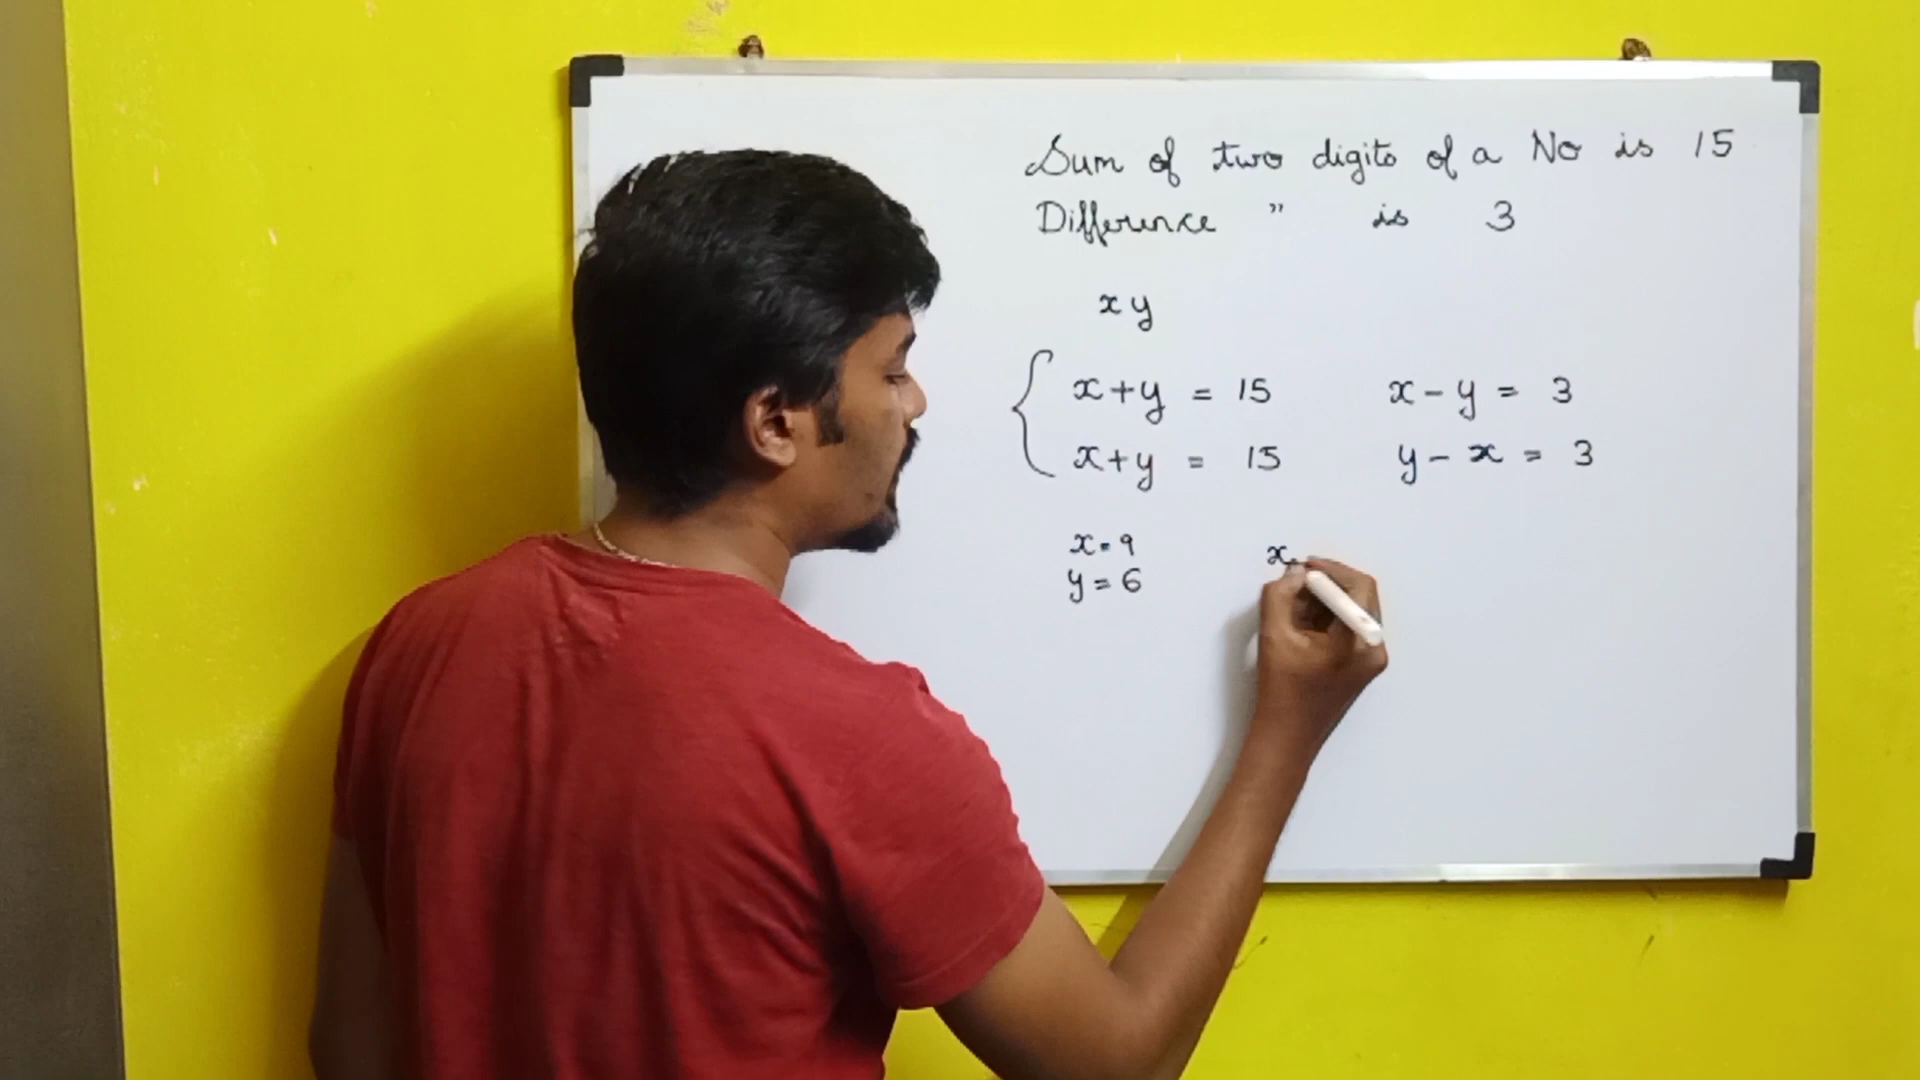 Sum of two digits of a No is 15
Difference " is 3
x y
x+y = 15 x-y = 3
x+y = 15 y-x = 3
x=9 x
y=6